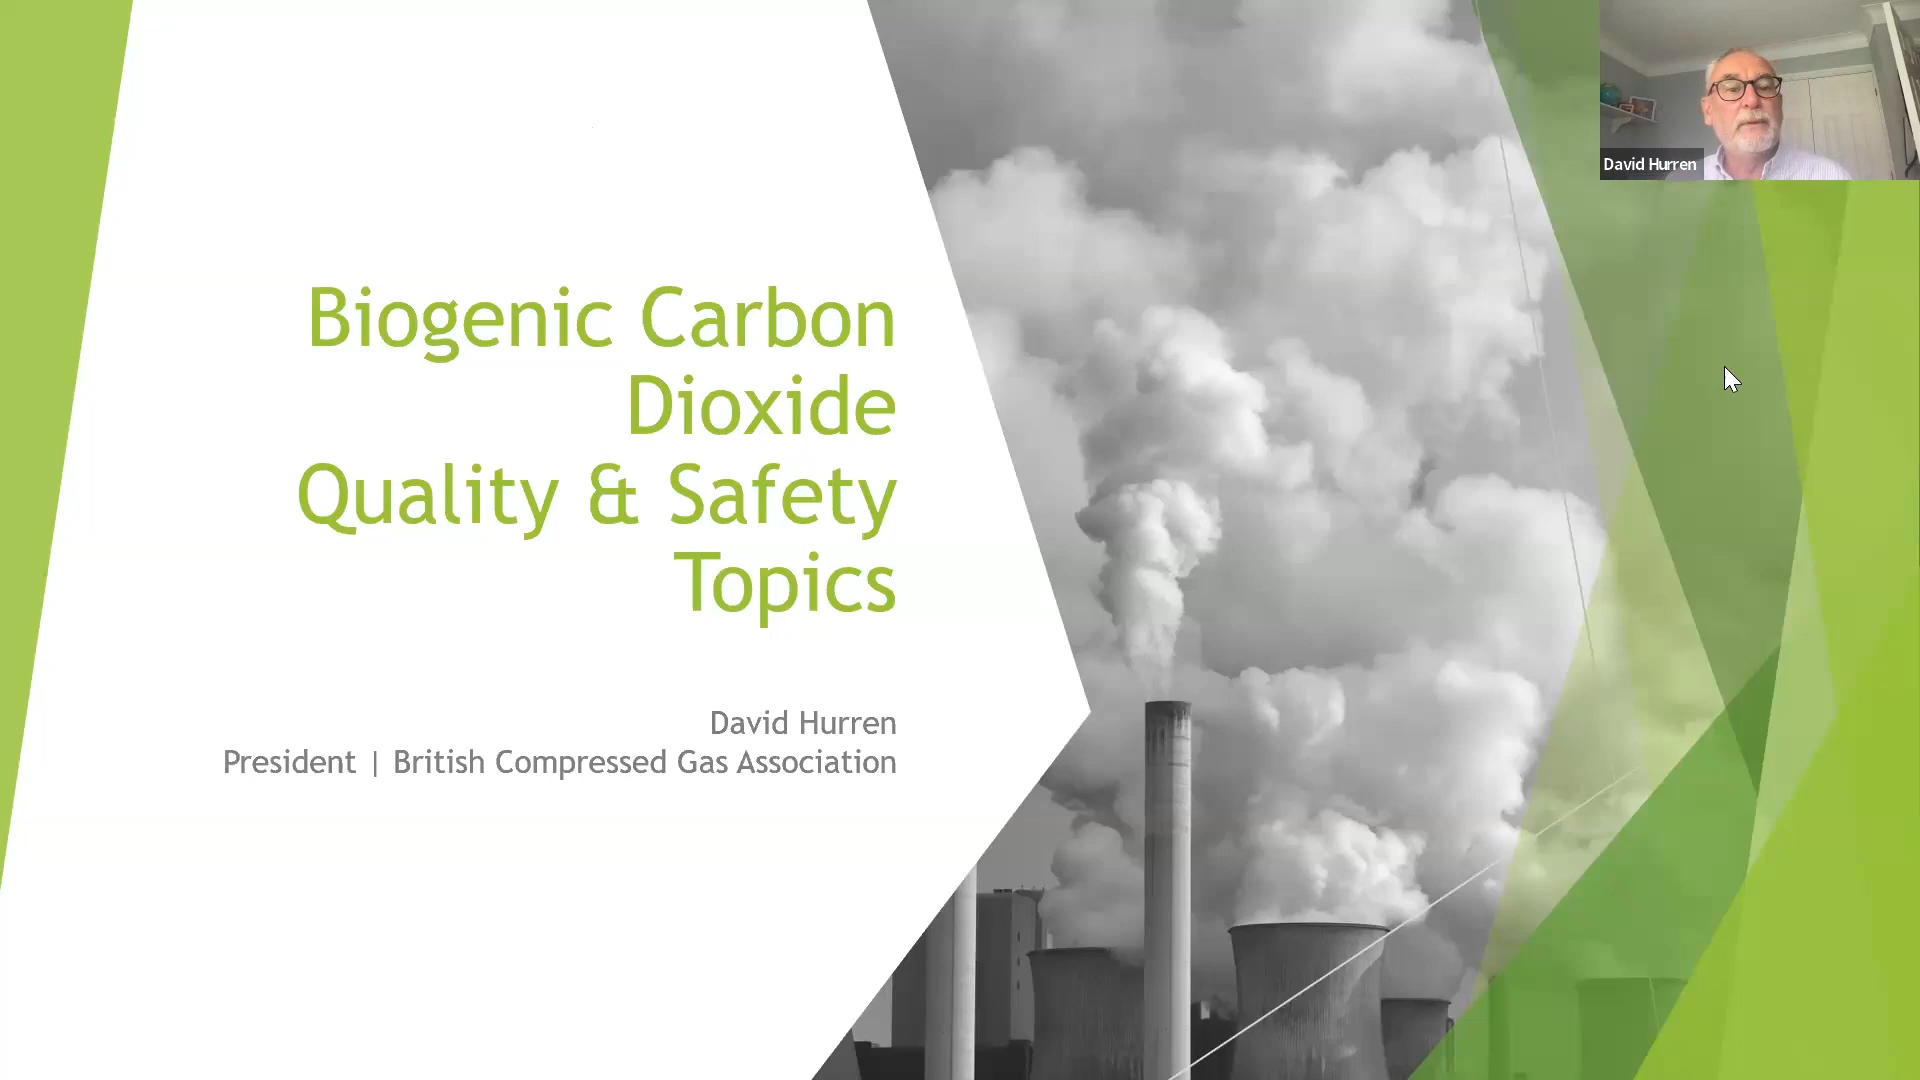 Biogenic Carbon
Dioxide
Quality & Safety
Topics
David Hurren
President | British Compressed Gas Association
David Hurren